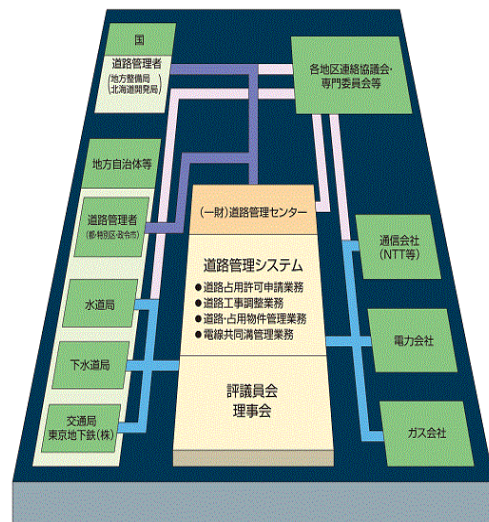 国
道路管理者
(地方整備局
北海道開発局)
各地区連絡協議会・
専門委員会等
地方自治体等
道路管理者
(都・特別区・政令市)
(一財)道路管理センター
道路管理システム
●道路占用許可申請業務
●道路工事調整業務
●道路・占用物件管理業務
●電線共同溝管理業務
通信会社
(NTT等)
水道局
電力会社
下水道局
評議員会
理事会
交通局
東京地下鉄(株)
ガス会社